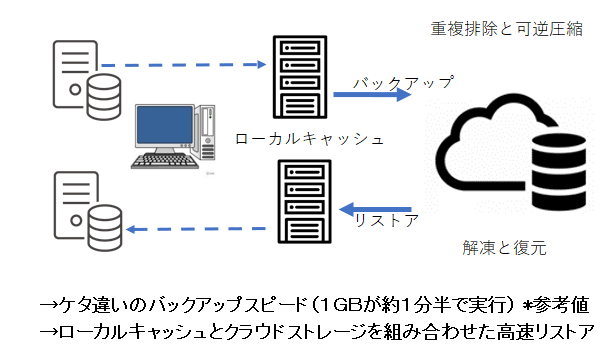 重複排除と可逆圧縮
バックアップ
ローカルキャッシュ
リストア
解凍と復元
→ケタ違いのバックアップスピード（１ＧＢが約１分半で実行）*参考値
→ローカルキャッシュとクラウドストレージを組み合わせた高速リストア